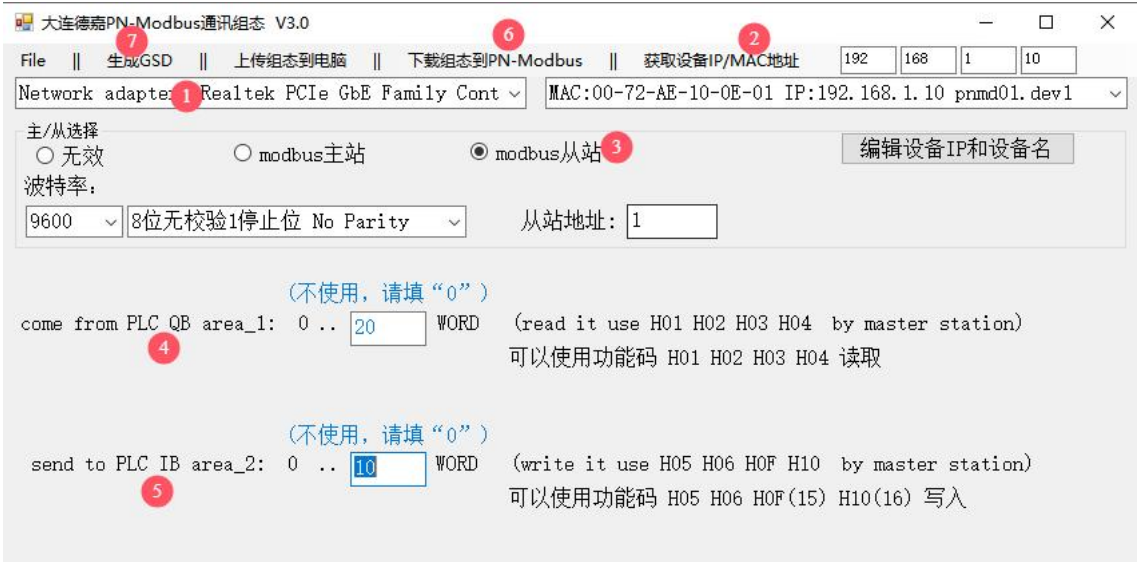 大连德嘉PN-Modbus通讯组态 V3.0
7 6 2
File || 生成GSD || 上传组态到电脑 || 下载组态到PN-Modbus || 获取设备IP/MAC地址 192 168 1 10
Network adapter 1 Realtek PCIe GbE Family Cont MAC:00-72-AE-10-0E-01 IP:192.168.1.10 pnmd01.dev1
主/从选择
无效 modbus主站 modbus从站 3 编辑设备IP和设备名
波特率:
9600 8位无校验1停止位 No Parity 从站地址: 1
(不使用, 请填“0”)
come from PLC QB area_1: 0 .. 20 WORD (read it use H01 H02 H03 H04 by master station)
4 可以使用功能码 H01 H02 H03 H04 读取
(不使用, 请填“0”)
send to PLC IB area_2: 0 .. 10 WORD (write it use H05 H06 H0F H10 by master station)
5 可以使用功能码 H05 H06 H0F(15) H10(16) 写入